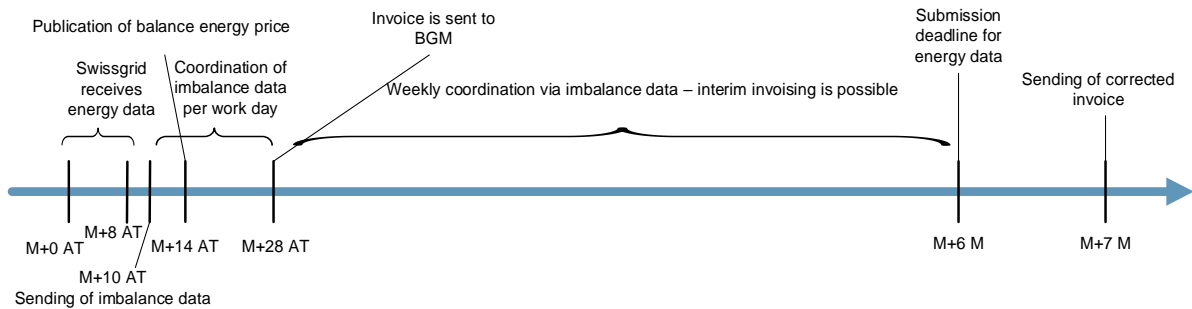 Publication of balance energy price
Invoice is sent to
BGM
Submission
deadline for
energy data
Swissgrid
receives
energy data
Coordination of
imbalance data
per work day
Weekly coordination via imbalance data – interim invoising is possible
Sending of corrected
invoice
M+0 AT
M+8 AT
M+10 AT
Sending of imbalance data
M+14 AT
M+28 AT
M+6 M
M+7 M